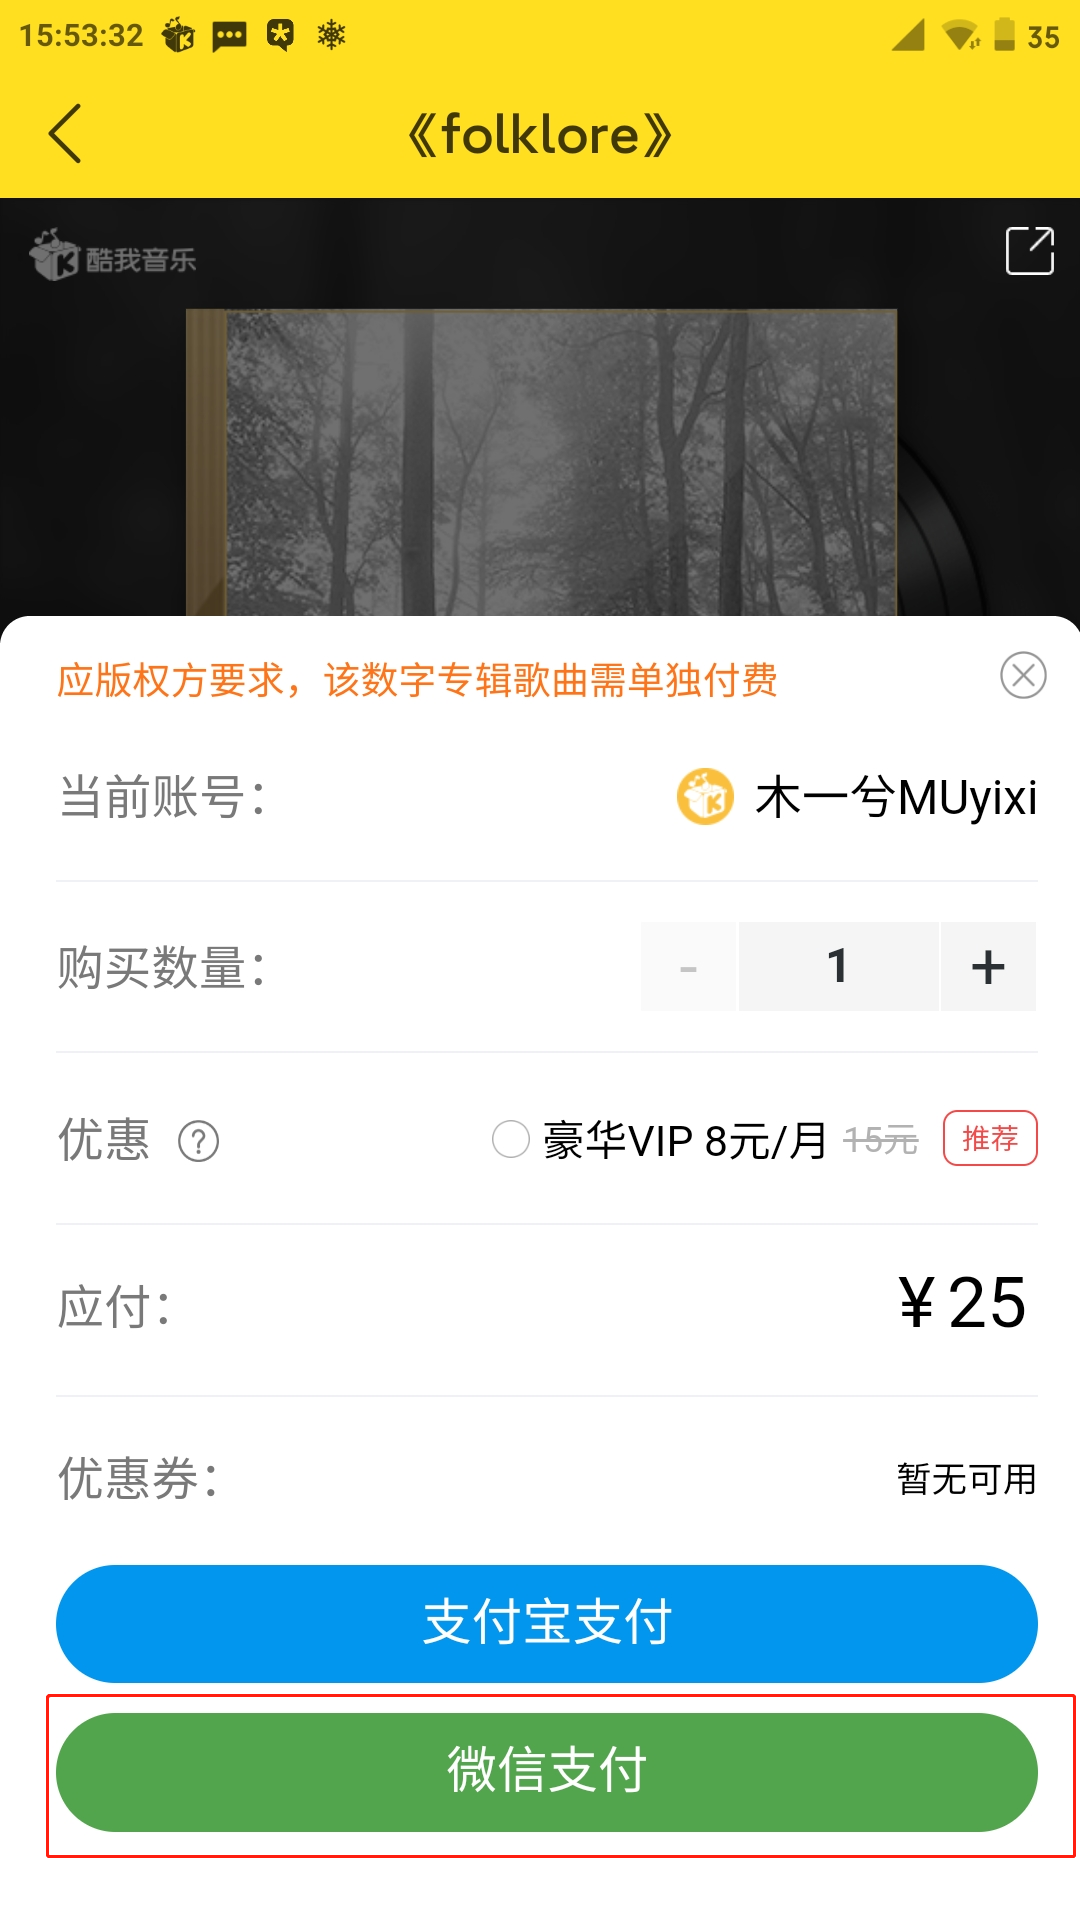 15:53:32 35
《folklore》
酷我音乐
应版权方要求，该数字专辑歌曲需单独付费
当前账号： 木一兮MUyixi
购买数量： - 1 +
优惠 ? 豪华VIP 8元/月 15元 推荐
应付： ¥25
优惠券： 暂无可用
支付宝支付
微信支付